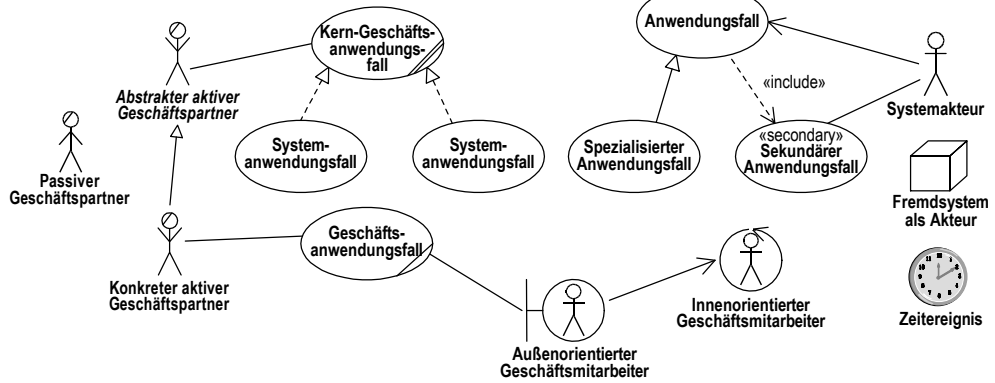 Kern-Geschäfts-
anwendungs-
fall
Anwendungsfall
Abstrakter aktiver
Geschäftspartner
«include»
Systemakteur
Passiver
Geschäftspartner
System-
anwendungsfall
System-
anwendungsfall
Spezialisierter
Anwendungsfall
«secondary»
Sekundärer
Anwendungsfall
Fremdsystem
als Akteur
Geschäfts-
anwendungsfall
Konkreter aktiver
Geschäftspartner
Innenorientierter
Geschäftsmitarbeiter
Zeitereignis
Außenorientierter
Geschäftsmitarbeiter